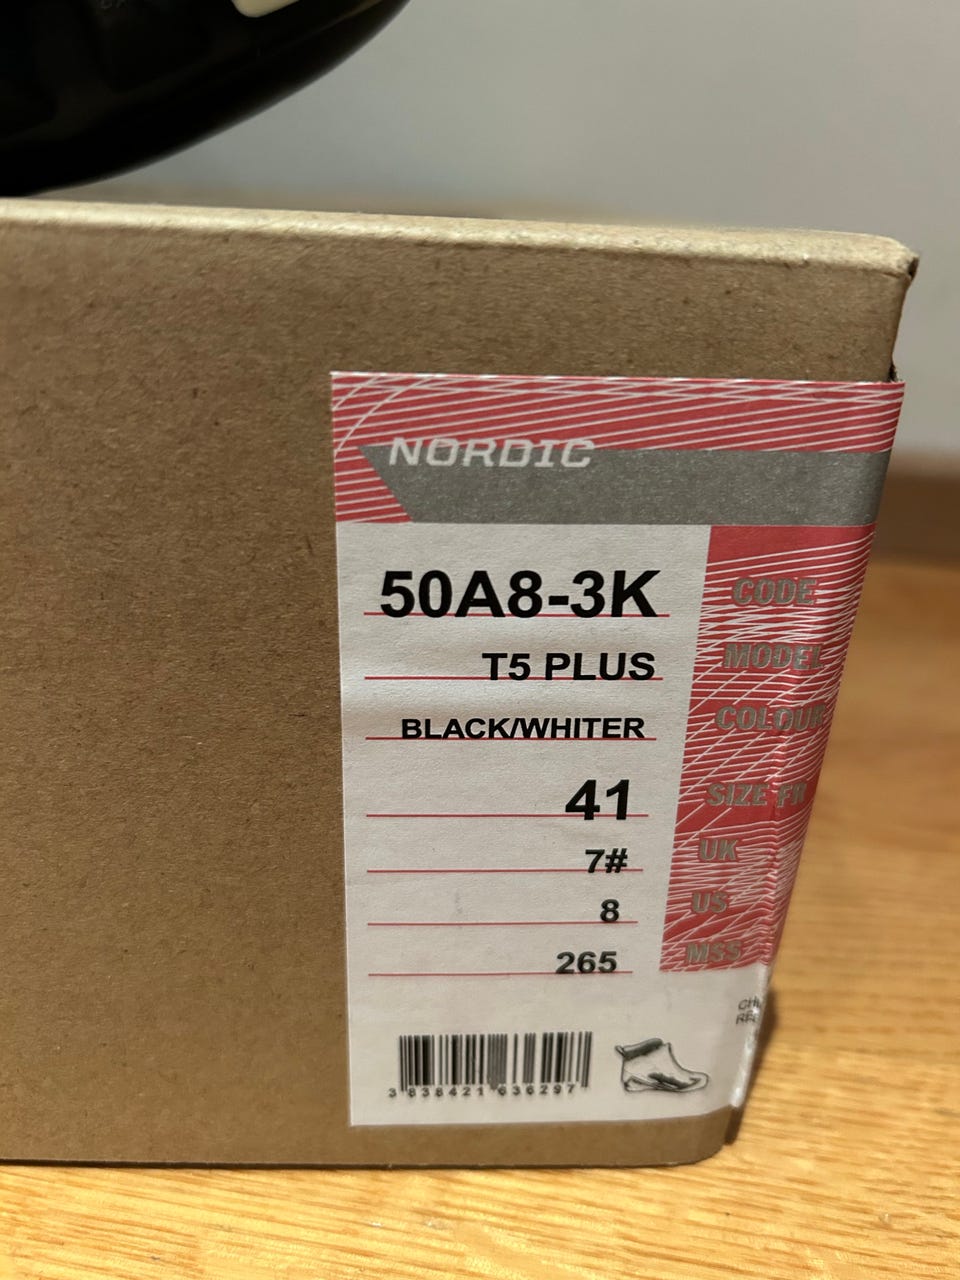 NORDIC
50A8-3K CODE
T5 PLUS MODEL
BLACK/WHITER COLOUR
41 SIZE FR
7# UK
8 US
265 MSS
3 838421 636297